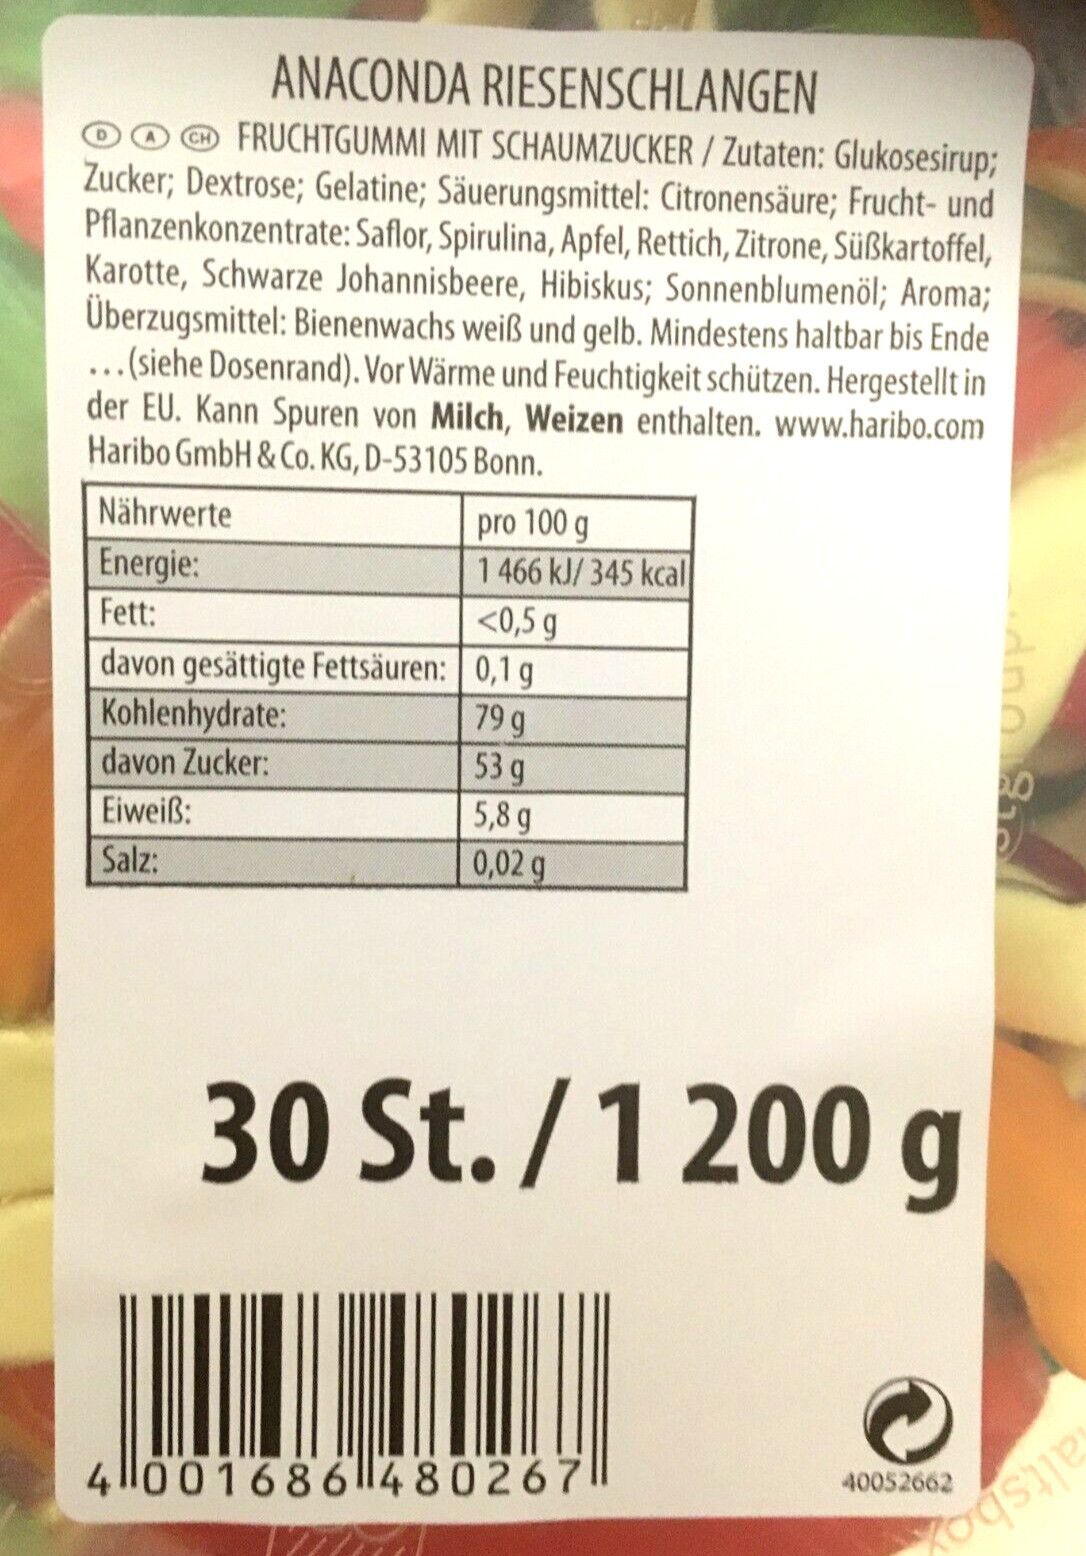 ANACONDA RIESENSCHLANGEN
D A CH FRUCHTGUMMI MIT SCHAUMZUCKER / Zutaten: Glukosesirup;
Zucker; Dextrose; Gelatine; Säuerungsmittel: Citronensäure; Frucht- und
Pflanzenkonzentrate: Saflor, Spirulina, Apfel, Rettich, Zitrone, Süßkartoffel,
Karotte, Schwarze Johannisbeere, Hibiskus; Sonnenblumenöl; Aroma;
Überzugsmittel: Bienenwachs weiß und gelb. Mindestens haltbar bis Ende
...(siehe Dosenrand). Vor Wärme und Feuchtigkeit schützen. Hergestellt in
der EU. Kann Spuren von Milch, Weizen enthalten. www.haribo.com
Haribo GmbH & Co. KG, D-53105 Bonn.
Nährwerte pro 100 g
Energie: 1 466 kJ/ 345 kcal
Fett: <0,5 g
davon gesättigte Fettsäuren: 0,1 g
Kohlenhydrate: 79 g
davon Zucker: 53 g
Eiweiß: 5,8 g
Salz: 0,02 g
30 St. / 1 200 g
4 001686 480267
40052662